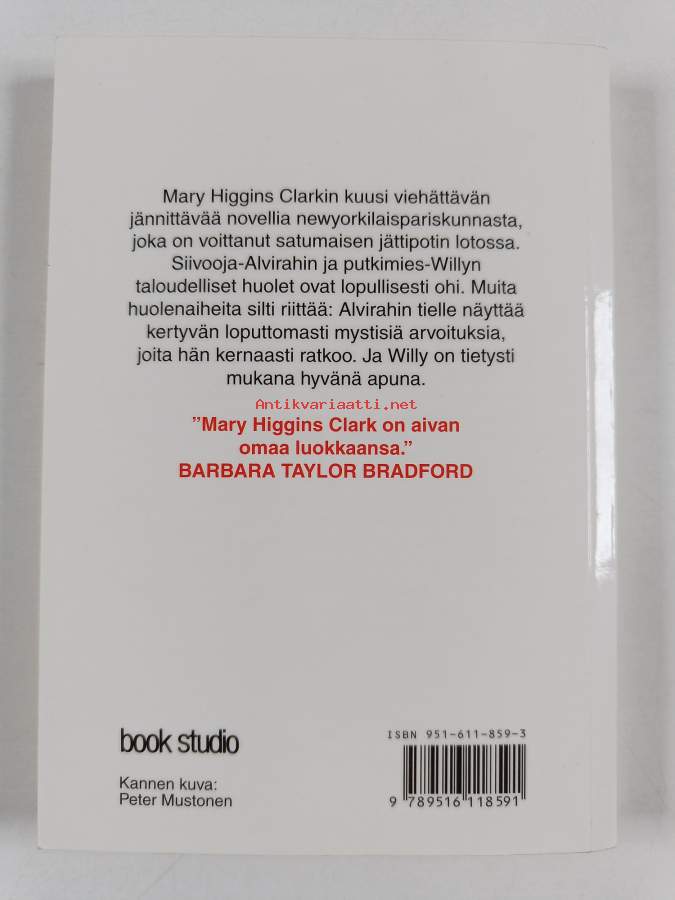 Mary Higgins Clarkin kuusi viehättävän
jännittävää novellia newyorkilaispariskunnasta,
joka on voittanut satumaisen jättipotin lotossa.
Siivooja-Alvirahin ja putkimies-Willyn
taloudelliset huolet ovat lopullisesti ohi. Muita
huolenaiheita silti riittää: Alvirahin tielle näyttää
kertyvän loputtomasti mystisiä arvoituksia,
joita hän kernaasti ratkoo. Ja Willy on tietysti
mukana hyvänä apuna.
Antikvariaatti.net
”Mary Higgins Clark on aivan
omaa luokkaansa.”
BARBARA TAYLOR BRADFORD
book studio
Kannen kuva:
Peter Mustonen
ISBN 951-611-859-3
9 789516 118591